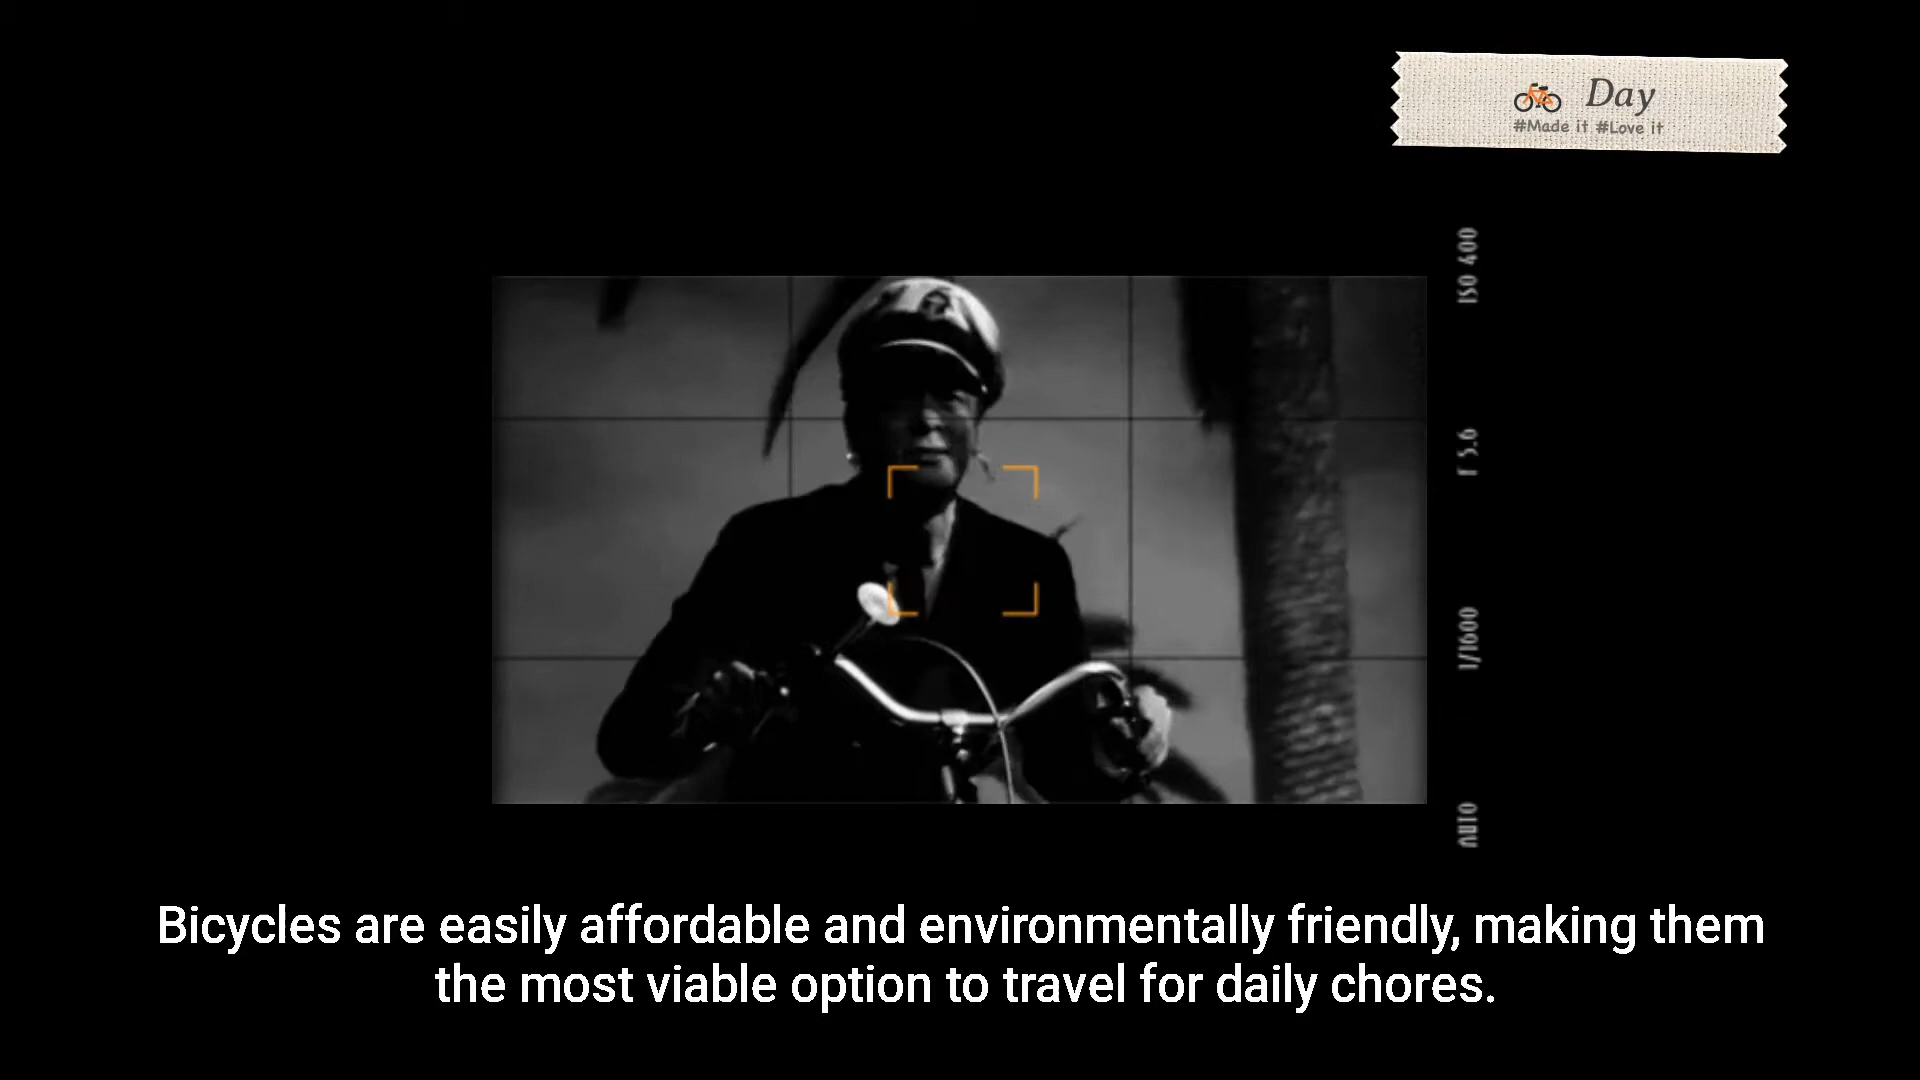 Day
#Made it #Love it
ISO 400
F 5.6
1/1600
AUTO
Bicycles are easily affordable and environmentally friendly, making them
the most viable option to travel for daily chores.